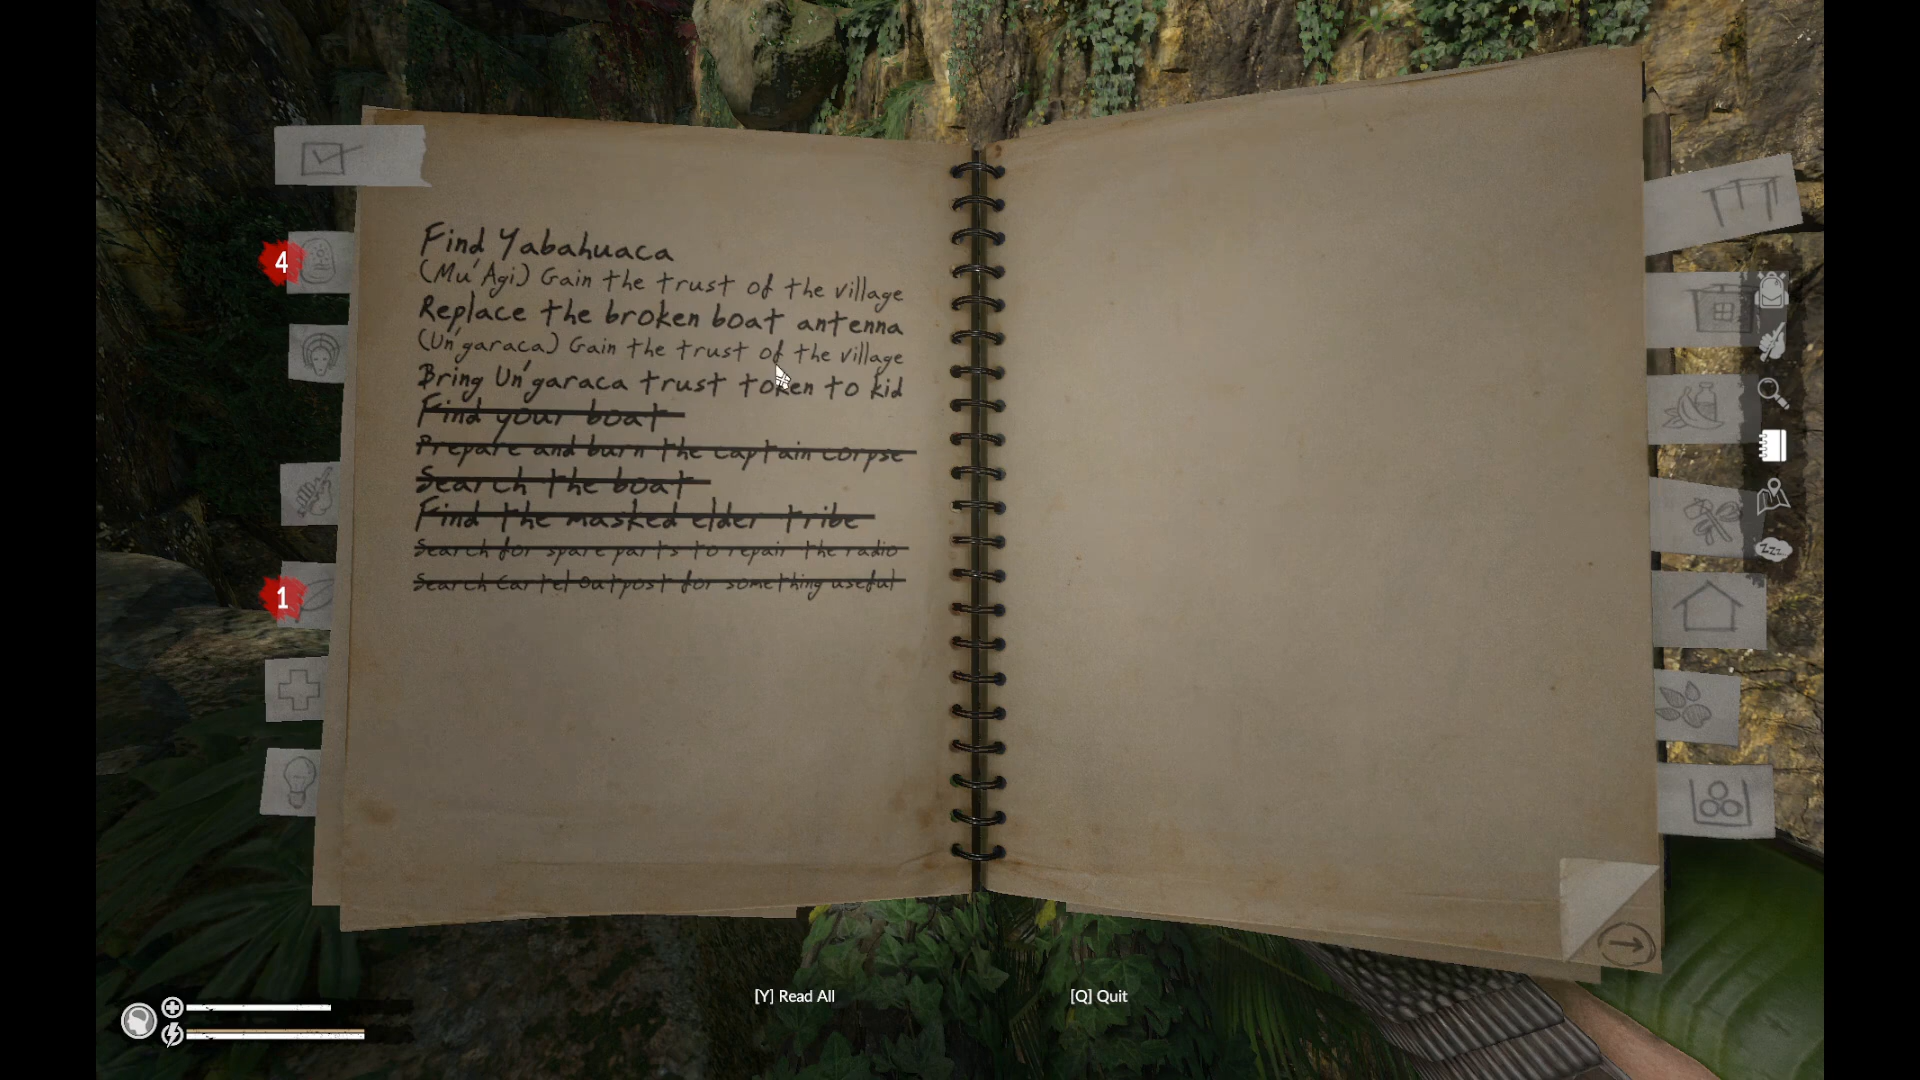 Find Yabahuaca
(Mu'Agi) Gain the trust of the village
Replace the broken boat antenna
(Un'garaca) Gain the trust of the village
Bring Un'garaca trust token to kid
Find your boat
Prepare and burn the captain corpse
Search the boat
Find the masked elder tribe
Search for spare parts to repair the radio
Search Cartel Outpost for something useful
4
1
zzz
[Y] Read All
[Q] Quit